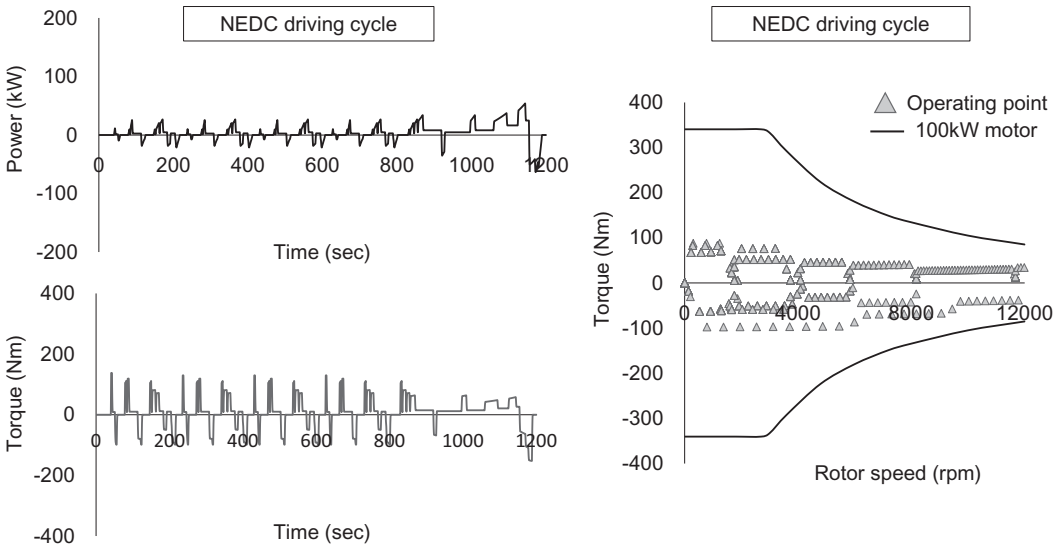 NEDC driving cycle
Power (kW)
200
100
0
-100
-200
0 200 400 600 800 1000 1200
Time (sec)
Torque (Nm)
400
200
0
-200
-400
0 200 400 600 800 1000 1200
Time (sec)
NEDC driving cycle
Operating point
100kW motor
Torque (Nm)
400
300
200
100
0
-100
-200
-300
-400
0 4000 8000 12000
Rotor speed (rpm)